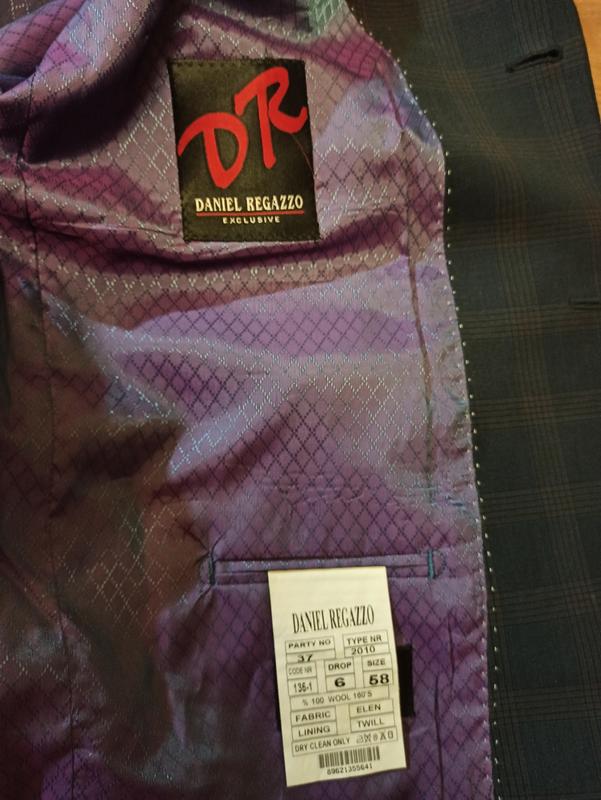 DR
DANIEL REGAZZO
EXCLUSIVE
DANIEL REGAZZO
PARTY NO TYPE NR
37 2010
CODE NR DROP SIZE
136-1 6 58
% 100 WOOL 160'S
FABRIC ELEN
LINING TWILL
DRY CLEAN ONLY
89621355641